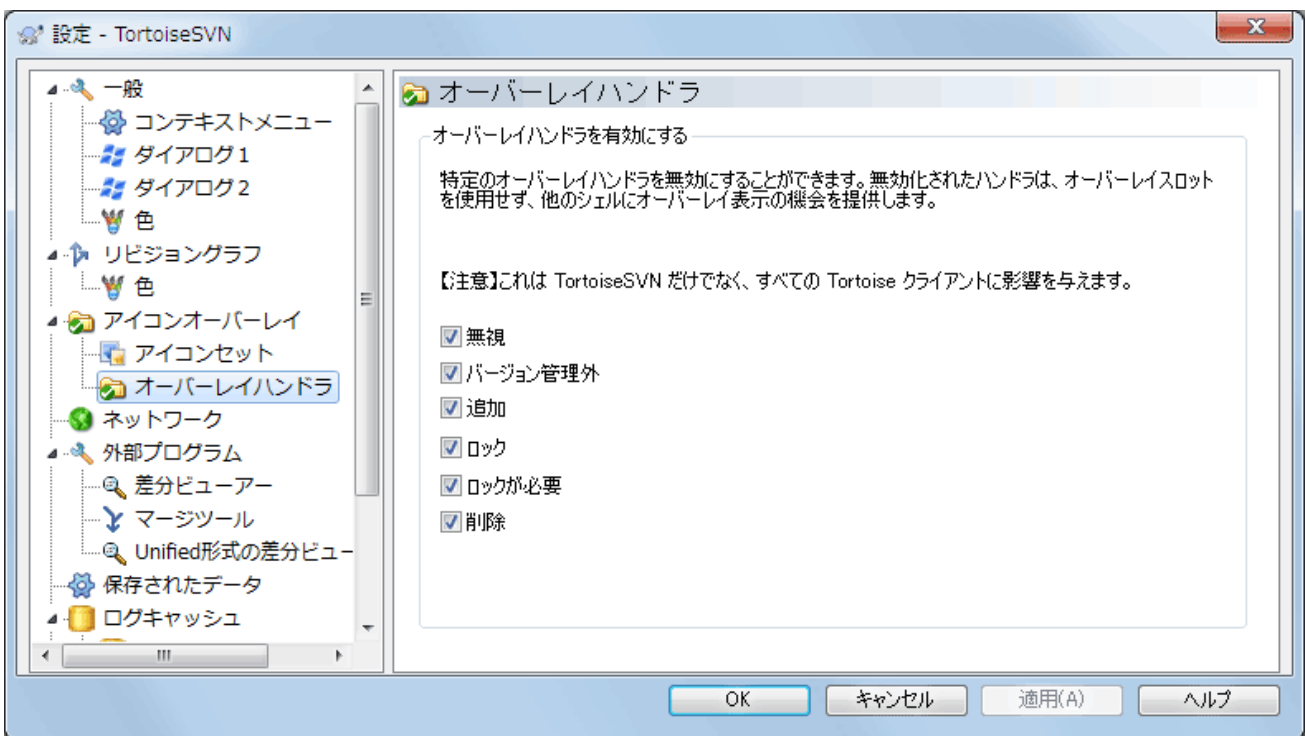 設定 - TortoiseSVN
一般
コンテキストメニュー
ダイアログ1
ダイアログ2
色
リビジョングラフ
色
アイコンオーバーレイ
アイコンセット
オーバーレイハンドラ
ネットワーク
外部プログラム
差分ビューアー
マージツール
Unified形式の差分ビュー
保存されたデータ
ログキャッシュ
オーバーレイハンドラ
オーバーレイハンドラを有効にする
特定のオーバーレイハンドラを無効にすることができます。無効化されたハンドラは、オーバーレイスロット
を使用せず、他のシェルにオーバーレイ表示の機会を提供します。
【注意】これは TortoiseSVN だけでなく、すべての Tortoise クライアントに影響を与えます。
無視
バージョン管理外
追加
ロック
ロックが必要
削除
OK
キャンセル
適用(A)
ヘルプ